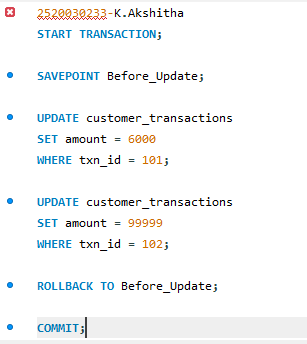 2520030233-K.Akshitha
START TRANSACTION;
SAVEPOINT Before_Update;
UPDATE customer_transactions
SET amount = 6000
WHERE txn_id = 101;
UPDATE customer_transactions
SET amount = 99999
WHERE txn_id = 102;
ROLLBACK TO Before_Update;
COMMIT;